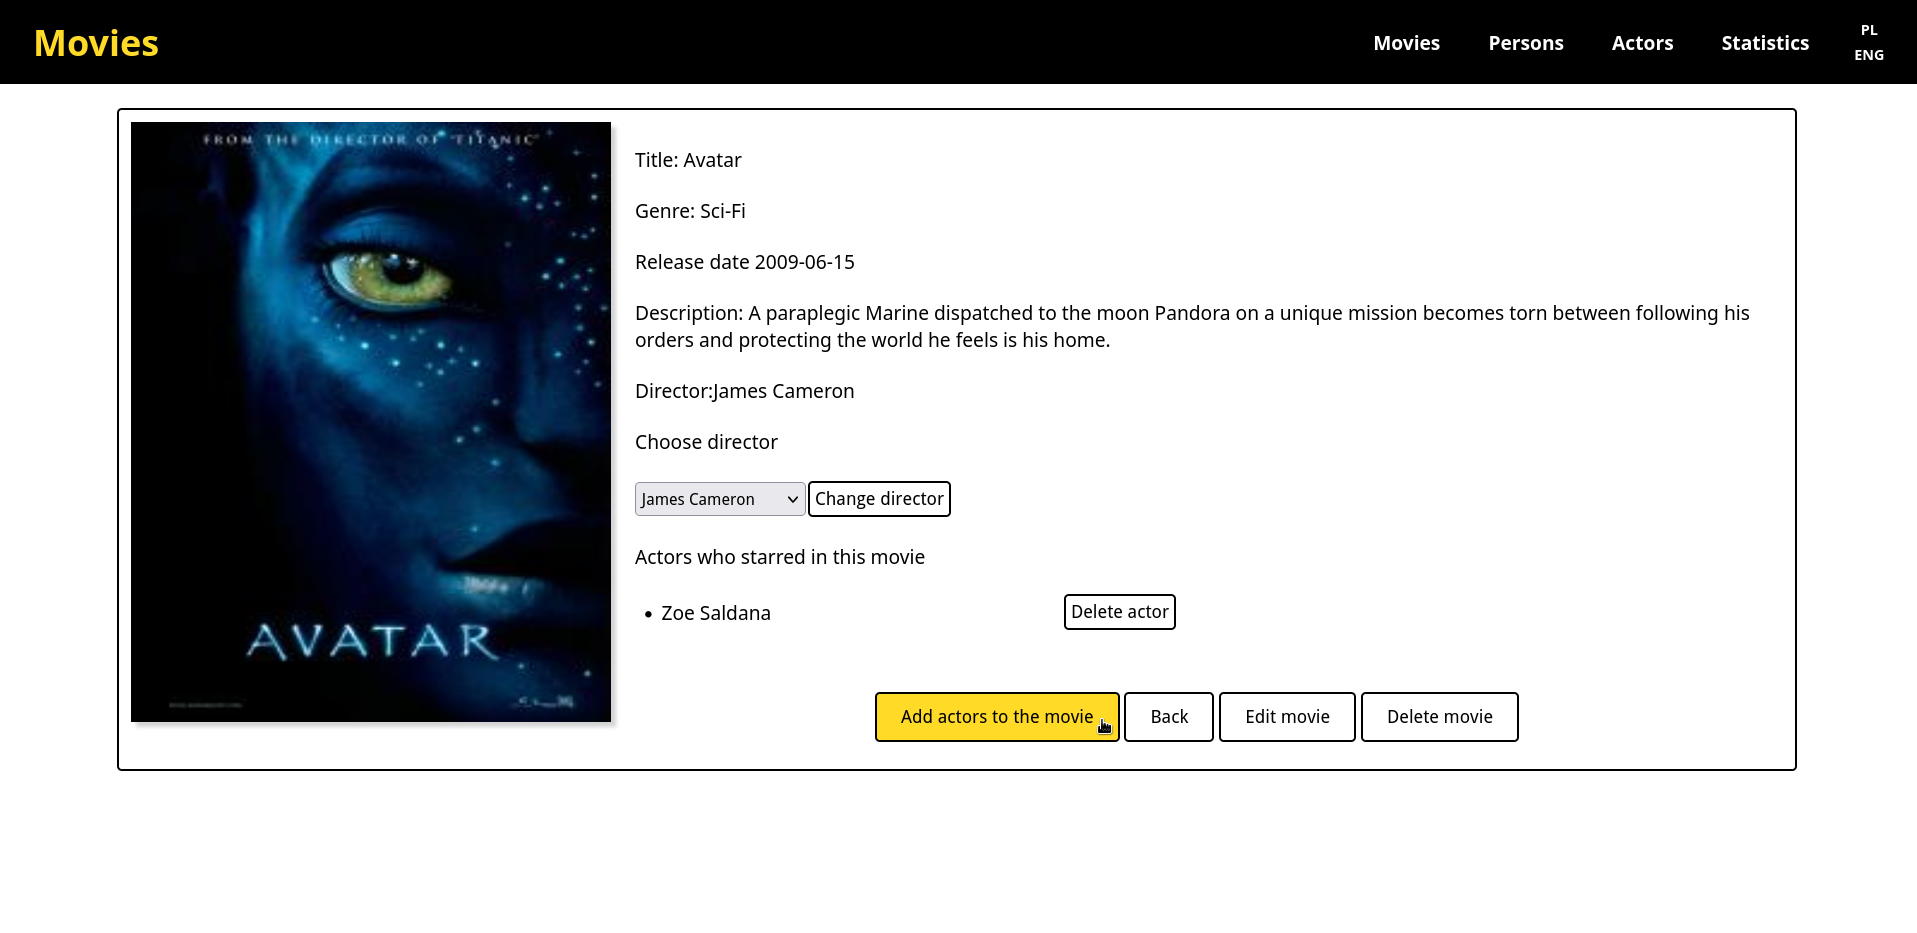 Movies
Movies Persons Actors Statistics PL
ENG
FROM THE DIRECTOR OF "TITANIC"
AVATAR
Title: Avatar
Genre: Sci-Fi
Release date 2009-06-15
Description: A paraplegic Marine dispatched to the moon Pandora on a unique mission becomes torn between following his
orders and protecting the world he feels is his home.
Director:James Cameron
Choose director
James Cameron Change director
Actors who starred in this movie
• Zoe Saldana Delete actor
Add actors to the movie Back Edit movie Delete movie